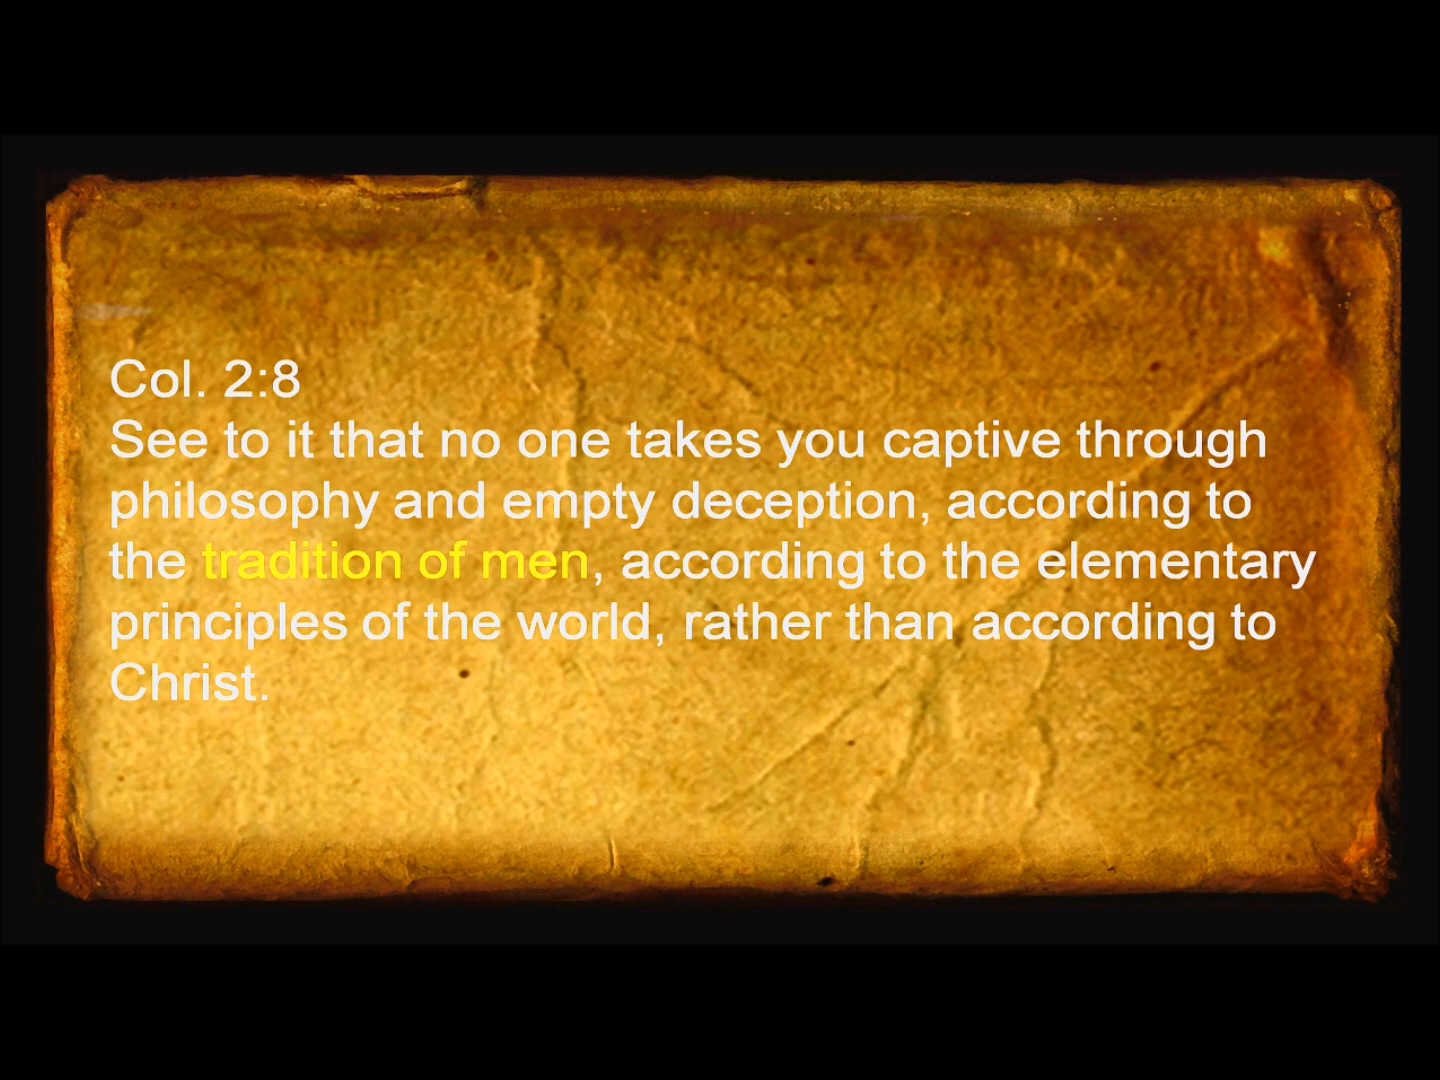 Col. 2:8
See to it that no one takes you captive through
philosophy and empty deception, according to
the tradition of men, according to the elementary
principles of the world, rather than according to
Christ.